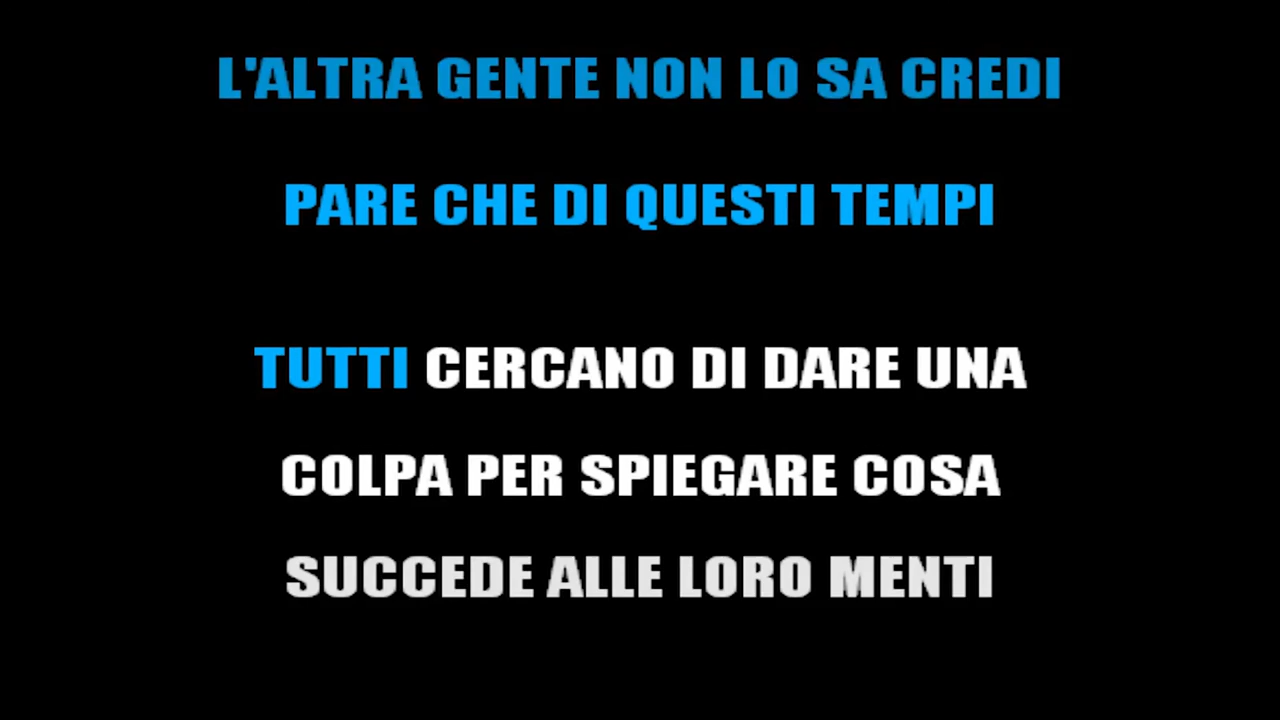 L'ALTRA GENTE NON LO SA CREDI
PARE CHE DI QUESTI TEMPI
TUTTI CERCANO DI DARE UNA
COLPA PER SPIEGARE COSA
SUCCEDE ALLE LORO MENTI